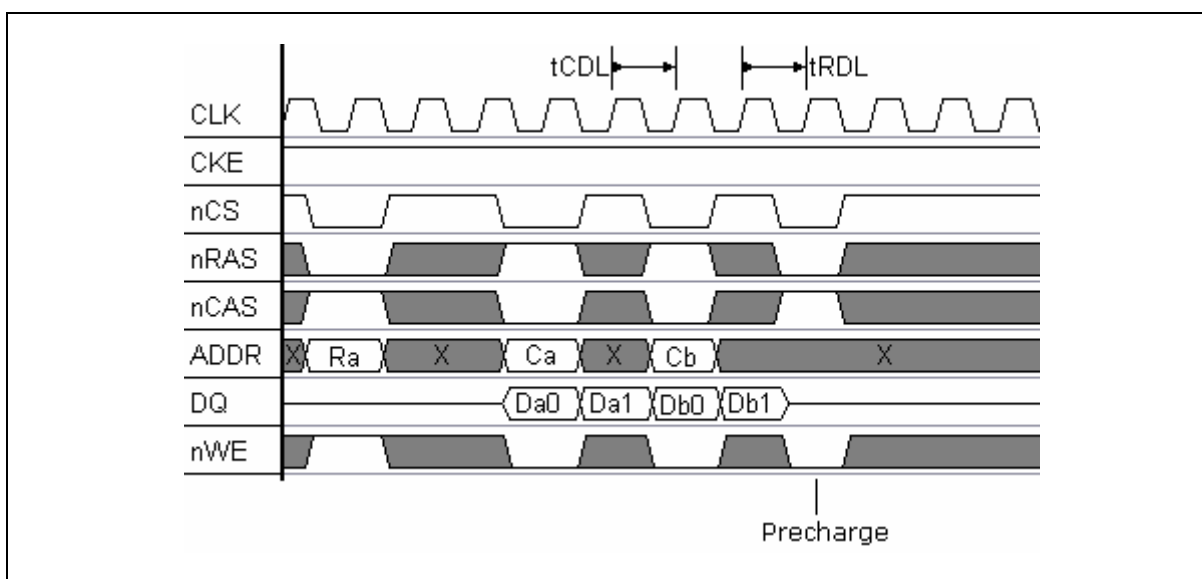 tCDL tRDL
CLK
CKE
nCS
nRAS
nCAS
ADDR X Ra X Ca X Cb X
DQ Da0 Da1 Db0 Db1
nWE
Precharge